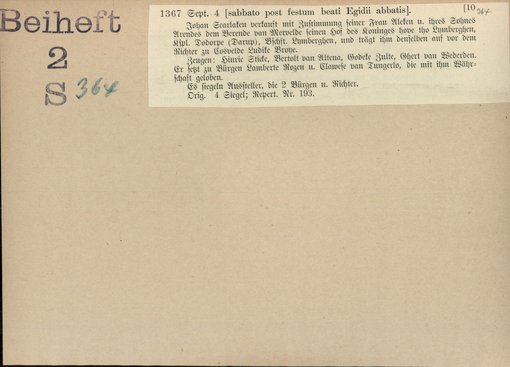 Beiheft
2
S 364
1367 Sept. 4 [sabbato post festum beati Egidii abbatis]. [10 364
Johan Scarlaken verkauft mit Zustimmung seiner Frau Aleken u. ihres Sohnes
Arendes dem Berende van Mervelde seinen Hof des Koninges hove tho Lymberghen,
Kspl. Dodorpe (Darup), Bschft. Lymberghen, und trägt ihm denselben auf vor dem
Richter zu Cosvelde Ludike
Zeugen: Hinric Sticke, Bertolt van Altena, Godeke Zulte, Ghert van Wederden.
Er setzt zu Bürgen Lamberte Rozen u. Clawese van Tungerlo, die mit ihm Währ-
schaft geloben.
Es siegeln Aussteller, die 2 Bürgen u. Richter.
Orig. 4 Siegel; Repert. Nr. 193.